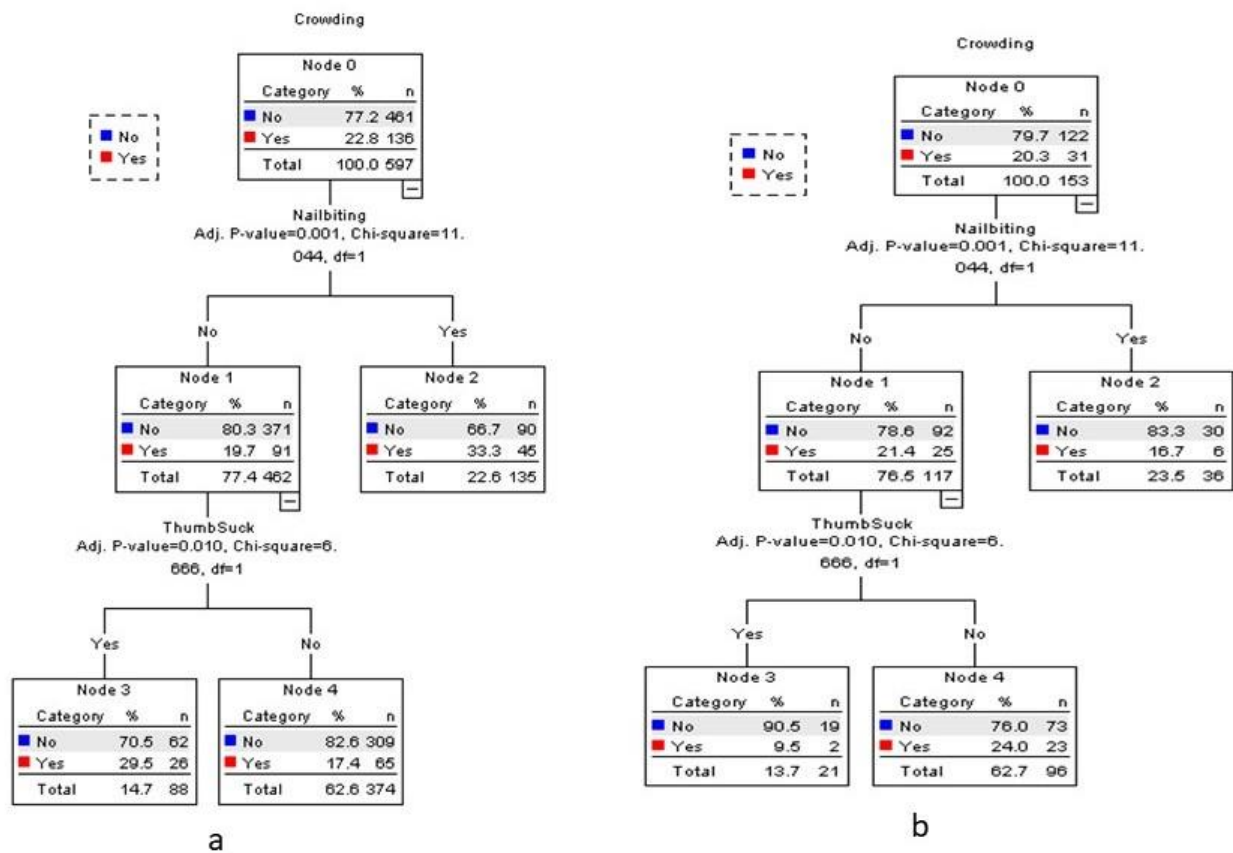 Crowding
Node 0
Category % n
No 77.2 461
Yes 22.8 136
Total 100.0 597
No
Yes
Nailbiting
Adj. P-value=0.001, Chi-square=11.
044, df=1
No
Yes
Node 1
Category % n
No 80.3 371
Yes 19.7 91
Total 77.4 462
Node 2
Category % n
No 66.7 90
Yes 33.3 45
Total 22.6 135
ThumbSuck
Adj. P-value=0.010, Chi-square=6.
666, df=1
Yes
No
Node 3
Category % n
No 70.5 62
Yes 29.5 26
Total 14.7 88
Node 4
Category % n
No 82.6 309
Yes 17.4 65
Total 62.6 374
a
Crowding
Node 0
Category % n
No 79.7 122
Yes 20.3 31
Total 100.0 153
No
Yes
Nailbiting
Adj. P-value=0.001, Chi-square=11.
044, df=1
No
Yes
Node 1
Category % n
No 78.6 92
Yes 21.4 25
Total 76.5 117
Node 2
Category % n
No 83.3 30
Yes 16.7 6
Total 23.5 36
ThumbSuck
Adj. P-value=0.010, Chi-square=6.
666, df=1
Yes
No
Node 3
Category % n
No 90.5 19
Yes 9.5 2
Total 13.7 21
Node 4
Category % n
No 76.0 73
Yes 24.0 23
Total 62.7 96
b